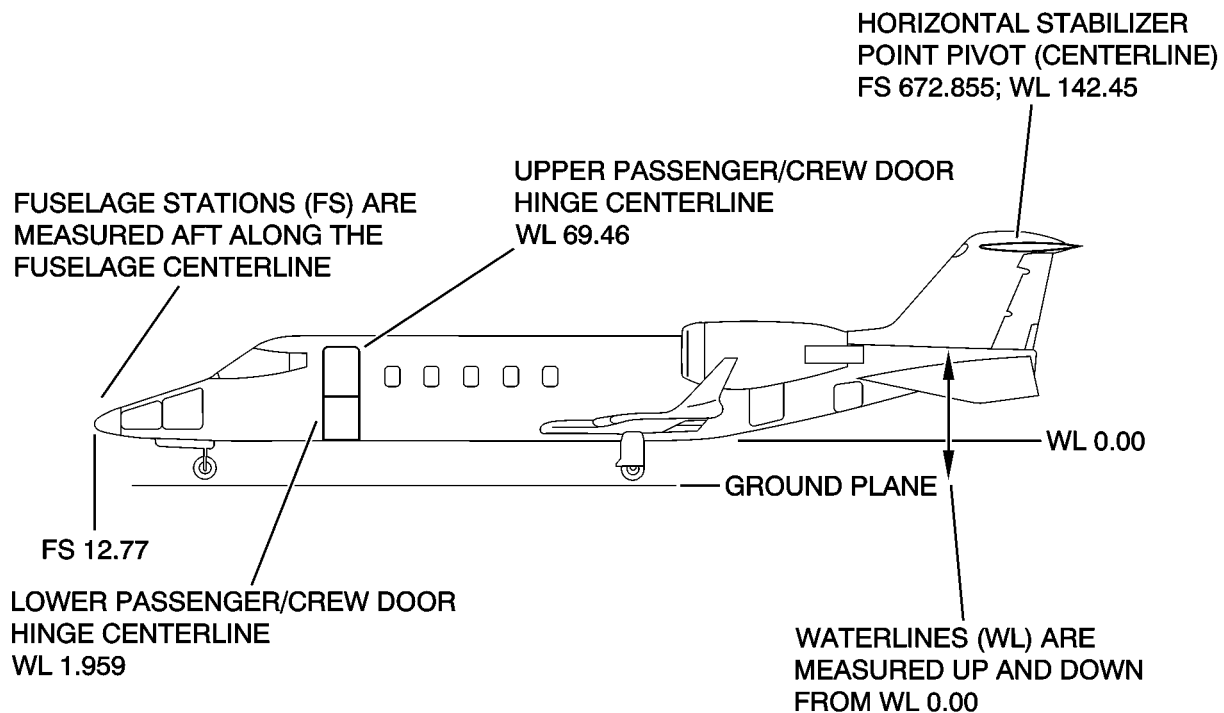 HORIZONTAL STABILIZER
POINT PIVOT (CENTERLINE)
FS 672.855; WL 142.45
UPPER PASSENGER/CREW DOOR
HINGE CENTERLINE
WL 69.46
FUSELAGE STATIONS (FS) ARE
MEASURED AFT ALONG THE
FUSELAGE CENTERLINE
WL 0.00
GROUND PLANE
FS 12.77
LOWER PASSENGER/CREW DOOR
HINGE CENTERLINE
WL 1.959
WATERLINES (WL) ARE
MEASURED UP AND DOWN
FROM WL 0.00